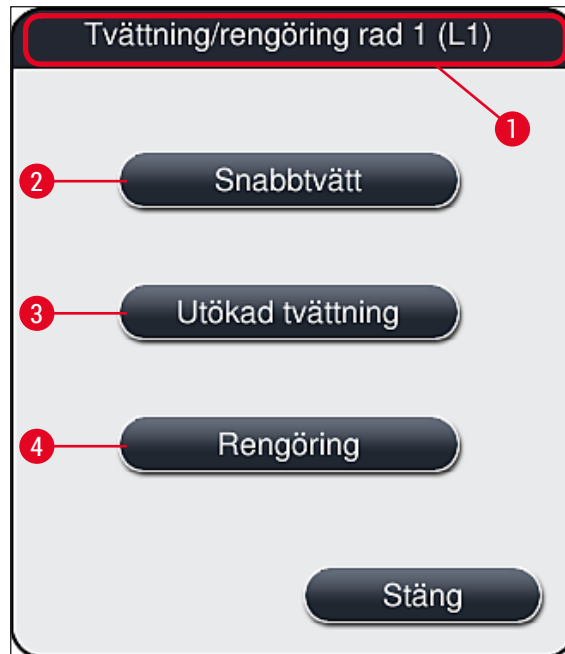 Tvättning/rengöring rad 1 (L1)
1
2 Snabbtvätt
3 Utökad tvättning
4 Rengöring
Stäng